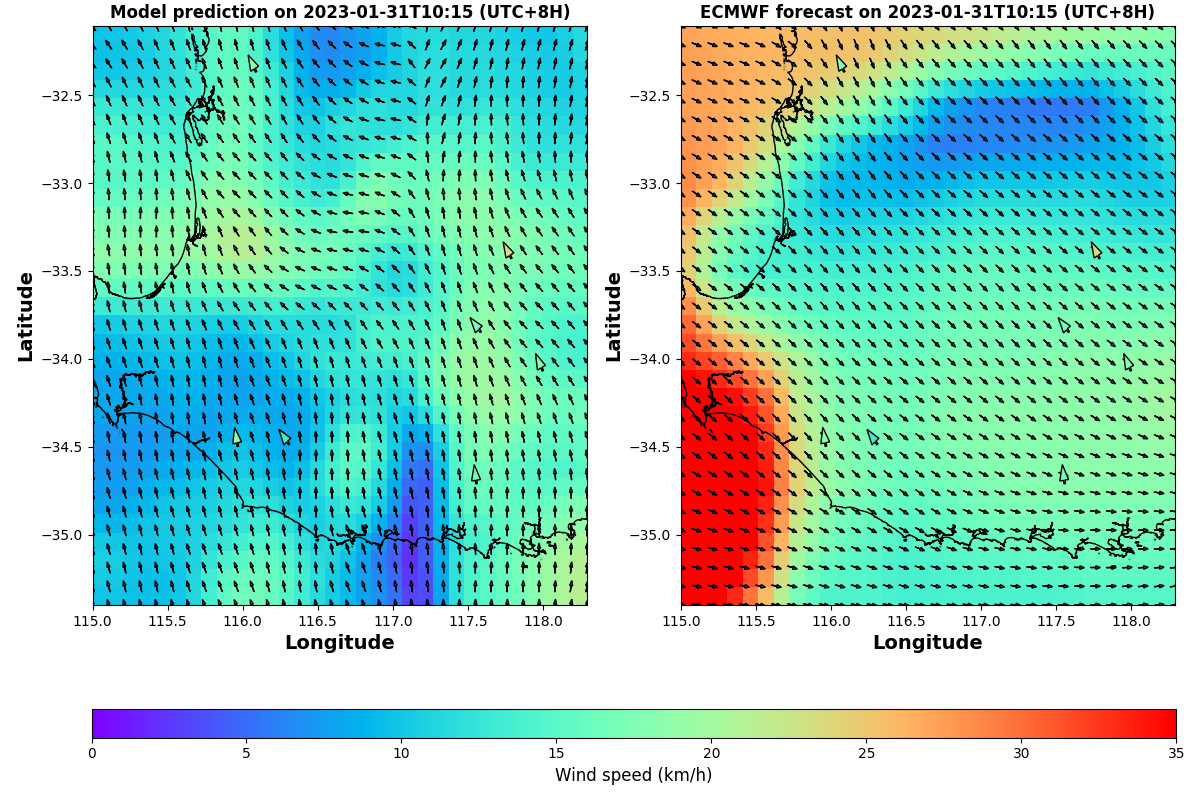 Model prediction on 2023-01-31T10:15 (UTC+8H)
ECMWF forecast on 2023-01-31T10:15 (UTC+8H)
−32.5
−33.0
−33.5
−34.0
−34.5
−35.0
Latitude
115.0 115.5 116.0 116.5 117.0 117.5 118.0
Longitude
−32.5
−33.0
−33.5
−34.0
−34.5
−35.0
Latitude
115.0 115.5 116.0 116.5 117.0 117.5 118.0
Longitude
0 5 10 15 20 25 30 35
Wind speed (km/h)